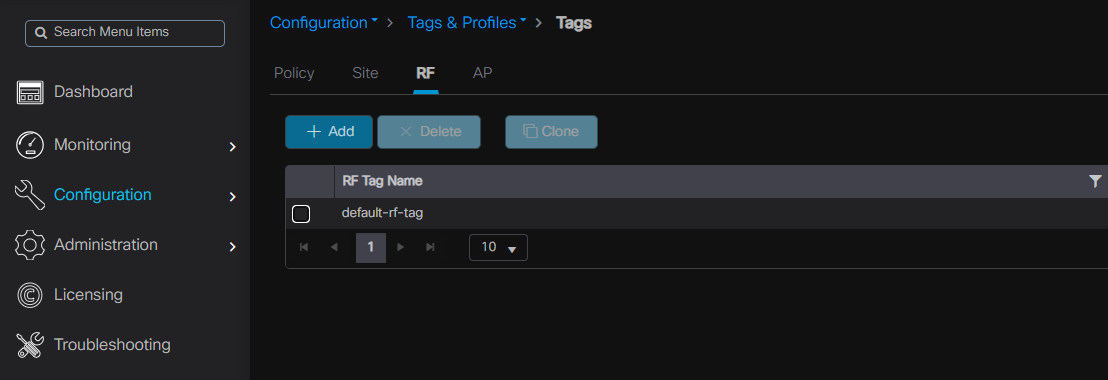 Search Menu Items
Dashboard
Monitoring
Configuration
Administration
Licensing
Troubleshooting
Configuration > Tags & Profiles > Tags
Policy Site RF AP
+ Add × Delete Clone
RF Tag Name
default-rf-tag
1 10